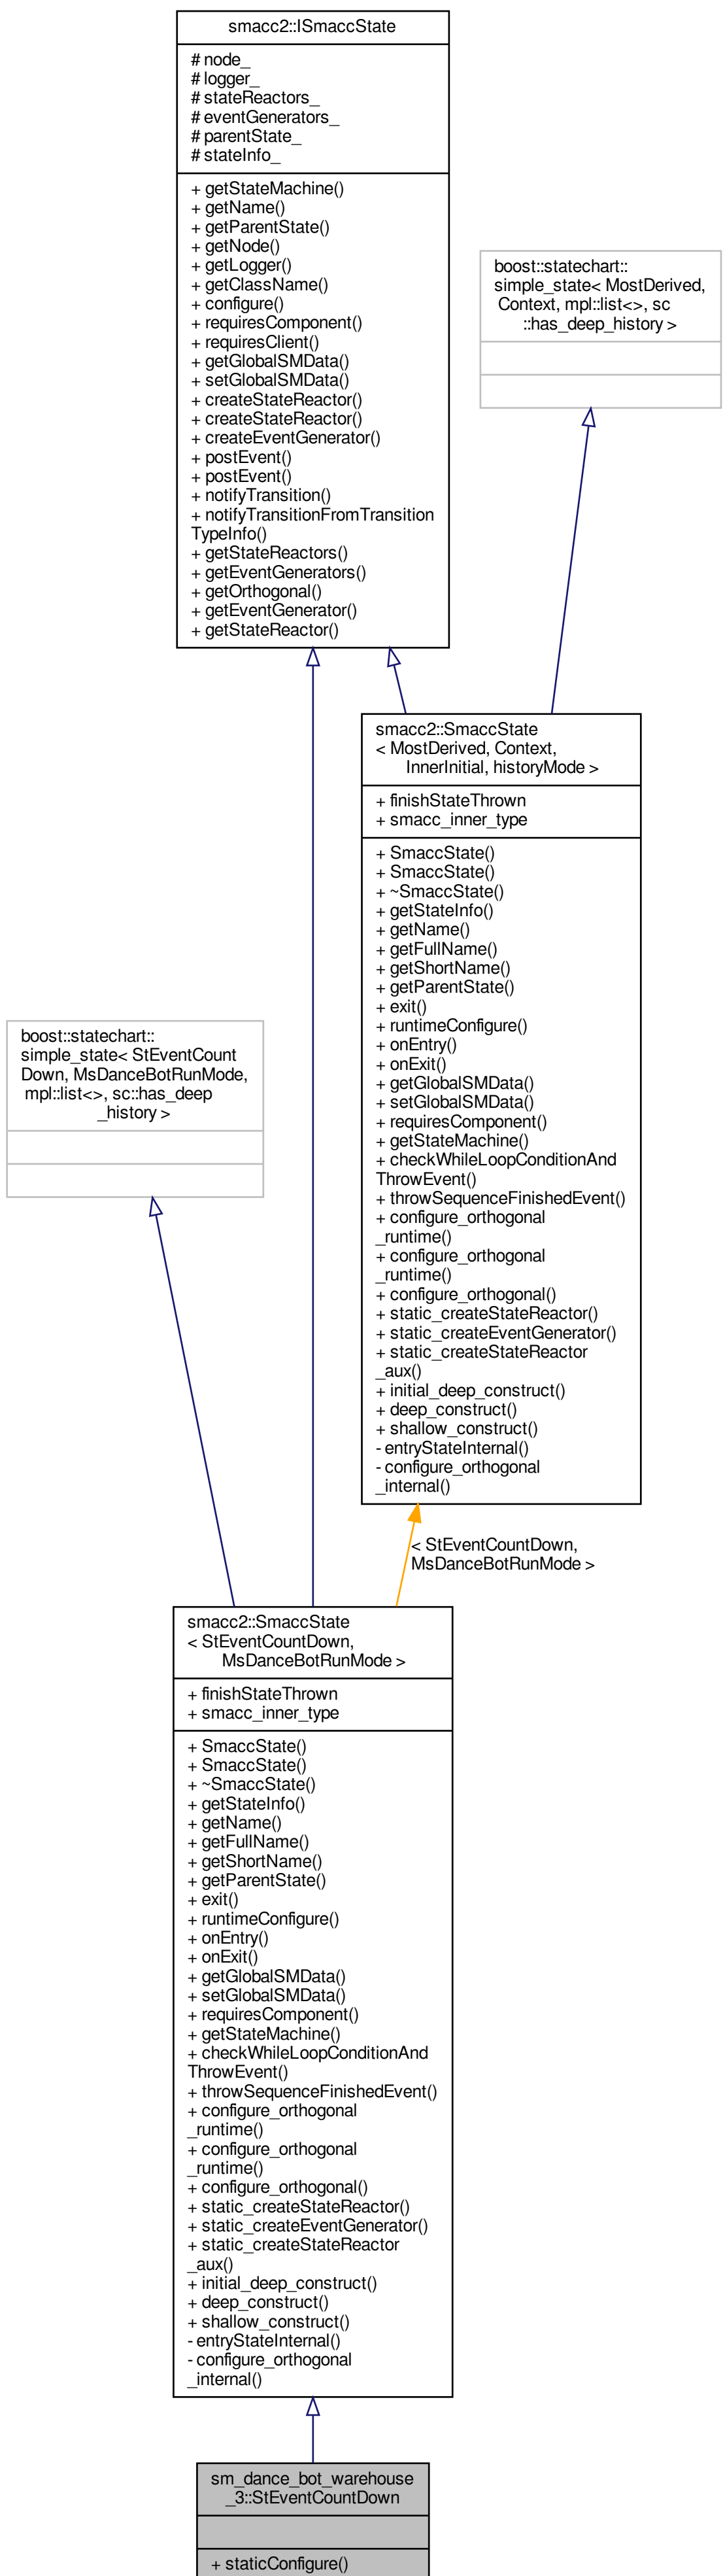 smacc2::ISmaccState
# node_
# logger_
# stateReactors_
# eventGenerators_
# parentState_
# stateInfo_
+ getStateMachine()
+ getName()
+ getParentState()
+ getNode()
+ getLogger()
+ getClassName()
+ configure()
+ requiresComponent()
+ requiresClient()
+ getGlobalSMData()
+ setGlobalSMData()
+ createStateReactor()
+ createStateReactor()
+ createEventGenerator()
+ postEvent()
+ postEvent()
+ notifyTransition()
+ notifyTransitionFromTransition
TypeInfo()
+ getStateReactors()
+ getEventGenerators()
+ getOrthogonal()
+ getEventGenerator()
+ getStateReactor()
boost::statechart::
simple_state< MostDerived,
Context, mpl::list<>, sc
::has_deep_history >
smacc2::SmaccState
< MostDerived, Context,
InnerInitial, historyMode >
+ finishStateThrown
+ smacc_inner_type
+ SmaccState()
+ SmaccState()
+ ~SmaccState()
+ getStateInfo()
+ getName()
+ getFullName()
+ getShortName()
+ getParentState()
+ exit()
+ runtimeConfigure()
+ onEntry()
+ onExit()
+ getGlobalSMData()
+ setGlobalSMData()
+ requiresComponent()
+ getStateMachine()
+ checkWhileLoopConditionAnd
ThrowEvent()
+ throwSequenceFinishedEvent()
+ configure_orthogonal
_runtime()
+ configure_orthogonal
_runtime()
+ configure_orthogonal()
+ static_createStateReactor()
+ static_createEventGenerator()
+ static_createStateReactor
_aux()
+ initial_deep_construct()
+ deep_construct()
+ shallow_construct()
- entryStateInternal()
- configure_orthogonal
_internal()
boost::statechart::
simple_state< StEventCount
Down, MsDanceBotRunMode,
mpl::list<>, sc::has_deep
_history >
< StEventCountDown,
MsDanceBotRunMode >
smacc2::SmaccState
< StEventCountDown,
MsDanceBotRunMode >
+ finishStateThrown
+ smacc_inner_type
+ SmaccState()
+ SmaccState()
+ ~SmaccState()
+ getStateInfo()
+ getName()
+ getFullName()
+ getShortName()
+ getParentState()
+ exit()
+ runtimeConfigure()
+ onEntry()
+ onExit()
+ getGlobalSMData()
+ setGlobalSMData()
+ requiresComponent()
+ getStateMachine()
+ checkWhileLoopConditionAnd
ThrowEvent()
+ throwSequenceFinishedEvent()
+ configure_orthogonal
_runtime()
+ configure_orthogonal
_runtime()
+ configure_orthogonal()
+ static_createStateReactor()
+ static_createEventGenerator()
+ static_createStateReactor
_aux()
+ initial_deep_construct()
+ deep_construct()
+ shallow_construct()
- entryStateInternal()
- configure_orthogonal
_internal()
sm_dance_bot_warehouse
_3::StEventCountDown
+ staticConfigure()